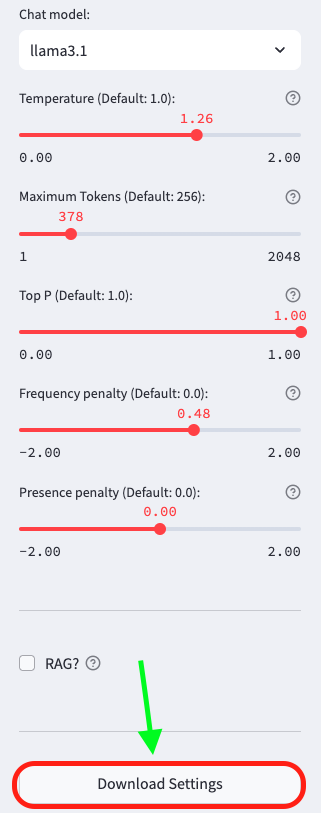 Chat model:
llama3.1
Temperature (Default: 1.0):
1.26
0.00 2.00
Maximum Tokens (Default: 256):
378
1 2048
Top P (Default: 1.0):
1.00
0.00 1.00
Frequency penalty (Default: 0.0):
0.48
−2.00 2.00
Presence penalty (Default: 0.0):
0.00
−2.00 2.00
RAG?
Download Settings